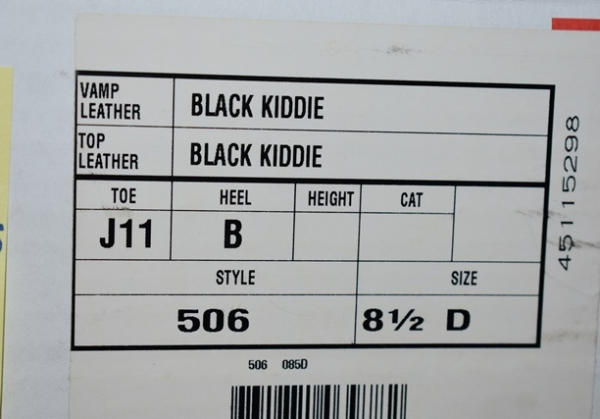 VAMP LEATHER BLACK KIDDIE
TOP LEATHER BLACK KIDDIE
TOE HEEL HEIGHT CAT
J11 B
STYLE SIZE
506 8½ D
506 085D
45115298